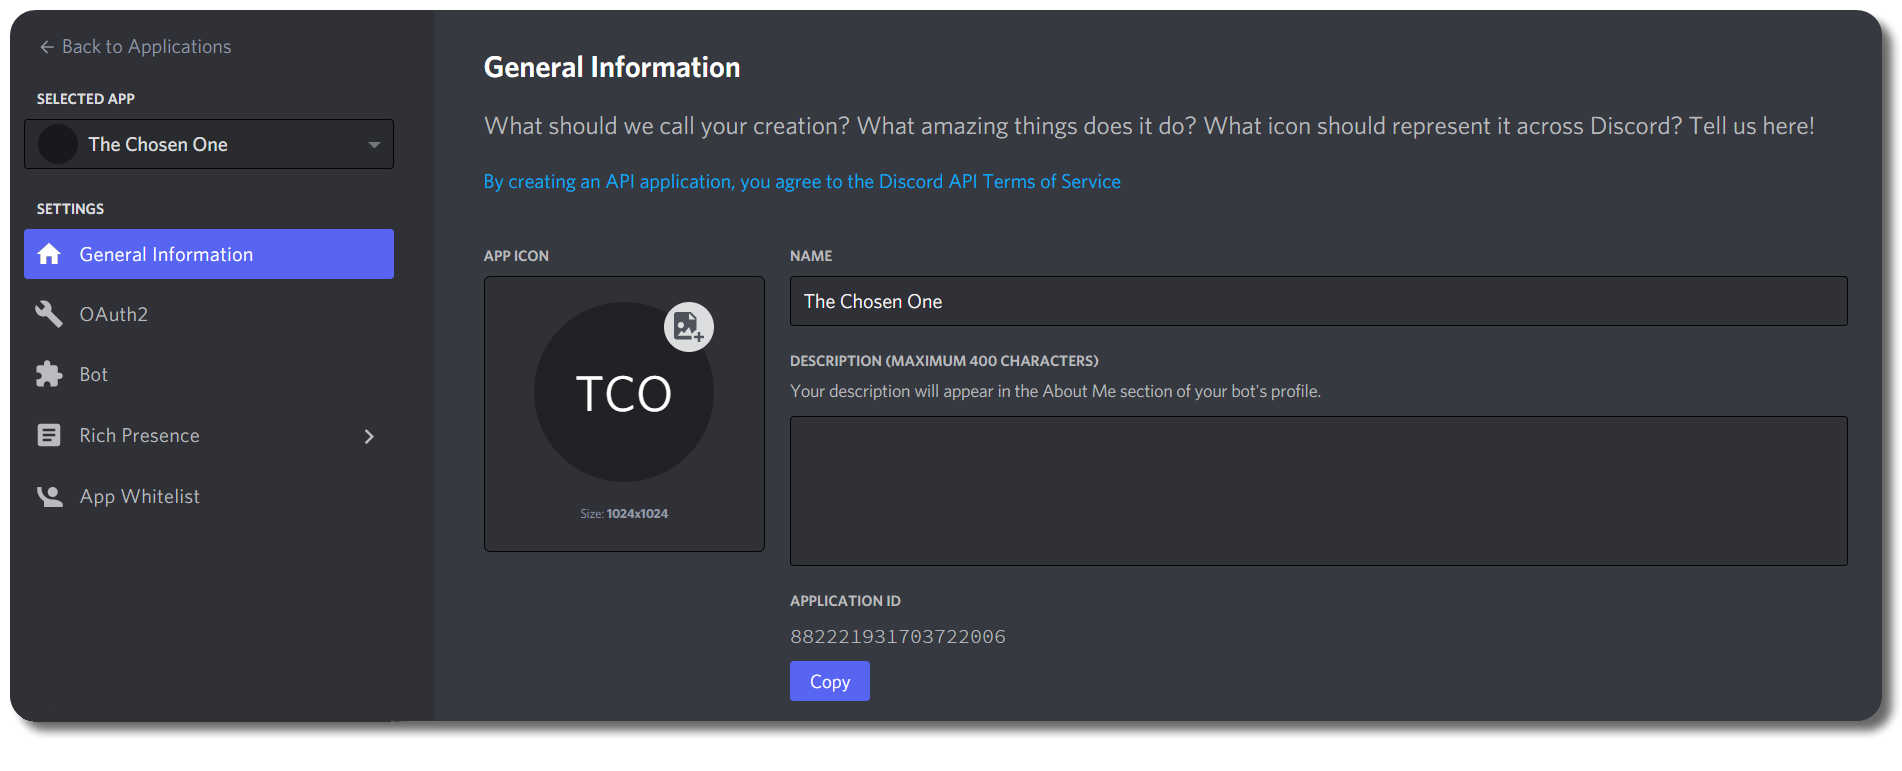 Back to Applications
SELECTED APP
The Chosen One
SETTINGS
General Information
OAuth2
Bot
Rich Presence
App Whitelist
General Information
What should we call your creation? What amazing things does it do? What icon should represent it across Discord? Tell us here!
By creating an API application, you agree to the Discord API Terms of Service
APP ICON
TCO
Size: 1024x1024
NAME
The Chosen One
DESCRIPTION (MAXIMUM 400 CHARACTERS)
Your description will appear in the About Me section of your bot's profile.
APPLICATION ID
882221931703722006
Copy